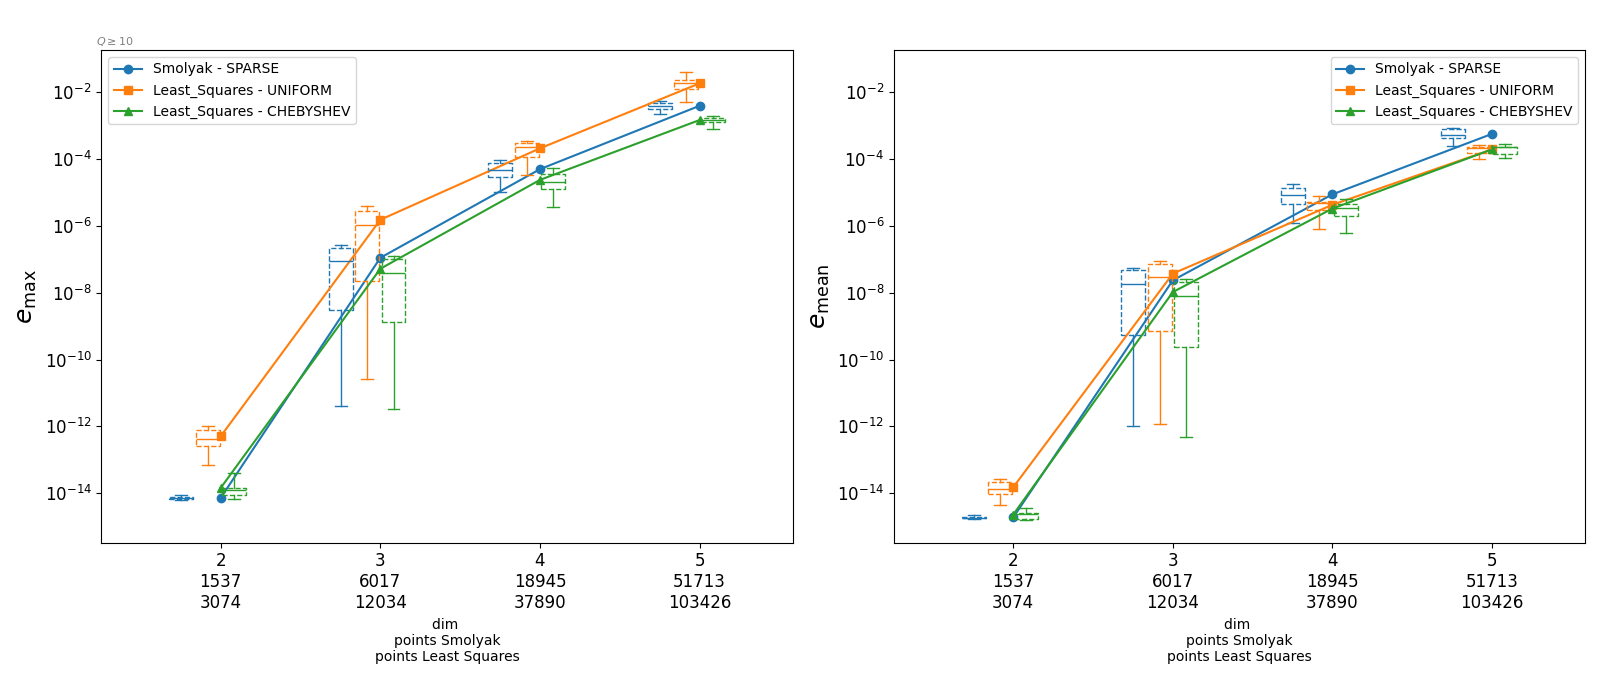 Q ≥ 10
Smolyak - SPARSE
Least_Squares - UNIFORM
Least_Squares - CHEBYSHEV
10⁻²
10⁻⁴
10⁻⁶
10⁻⁸
10⁻¹⁰
10⁻¹²
10⁻¹⁴
e_max
2 3 4 5
1537 6017 18945 51713
3074 12034 37890 103426
dim
points Smolyak
points Least Squares
Smolyak - SPARSE
Least_Squares - UNIFORM
Least_Squares - CHEBYSHEV
10⁻²
10⁻⁴
10⁻⁶
10⁻⁸
10⁻¹⁰
10⁻¹²
10⁻¹⁴
e_mean
2 3 4 5
1537 6017 18945 51713
3074 12034 37890 103426
dim
points Smolyak
points Least Squares